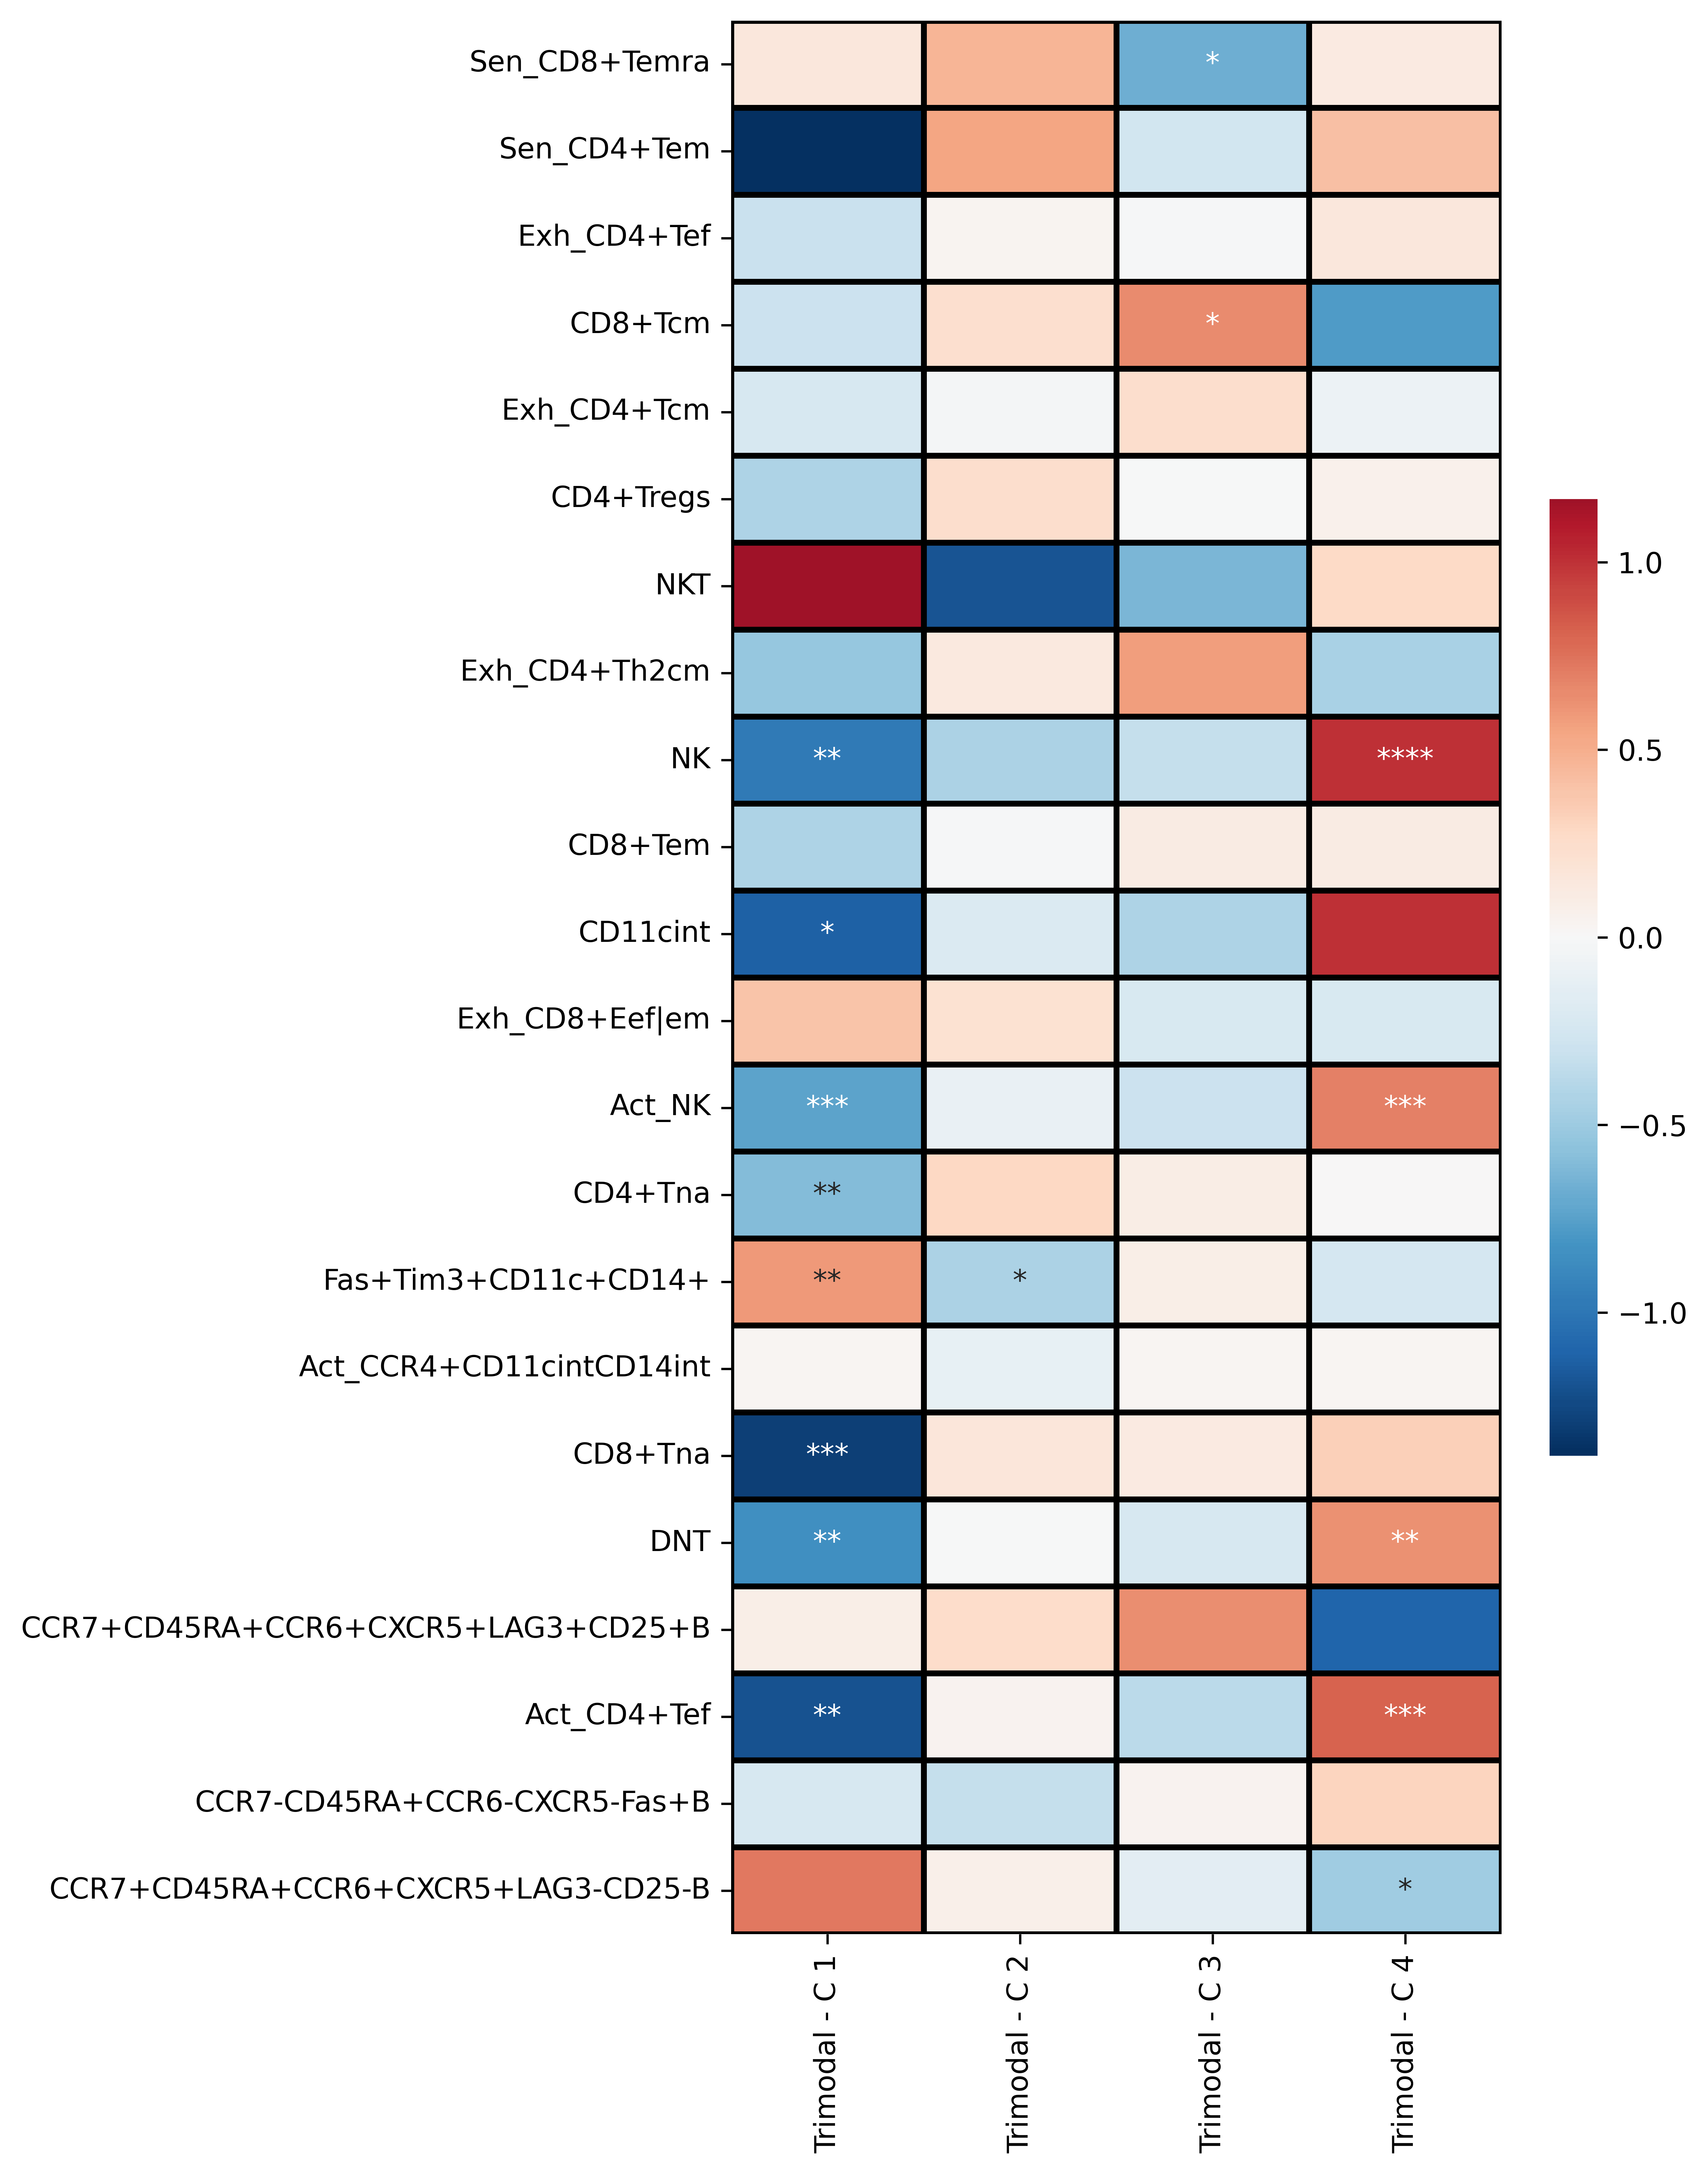 Sen_CD8+Temra *
Sen_CD4+Tem
Exh_CD4+Tef
CD8+Tcm *
Exh_CD4+Tcm
CD4+Tregs
NKT
Exh_CD4+Th2cm
NK ** ****
CD8+Tem
CD11cint *
Exh_CD8+Eef|em
Act_NK *** ***
CD4+Tna **
Fas+Tim3+CD11c+CD14+ ** *
Act_CCR4+CD11cintCD14int
CD8+Tna ***
DNT ** **
CCR7+CD45RA+CCR6+CXCR5+LAG3+CD25+B
Act_CD4+Tef ** ***
CCR7-CD45RA+CCR6-CXCR5-Fas+B
CCR7+CD45RA+CCR6+CXCR5+LAG3-CD25-B *
Trimodal - C 1
Trimodal - C 2
Trimodal - C 3
Trimodal - C 4
1.0
0.5
0.0
−0.5
−1.0